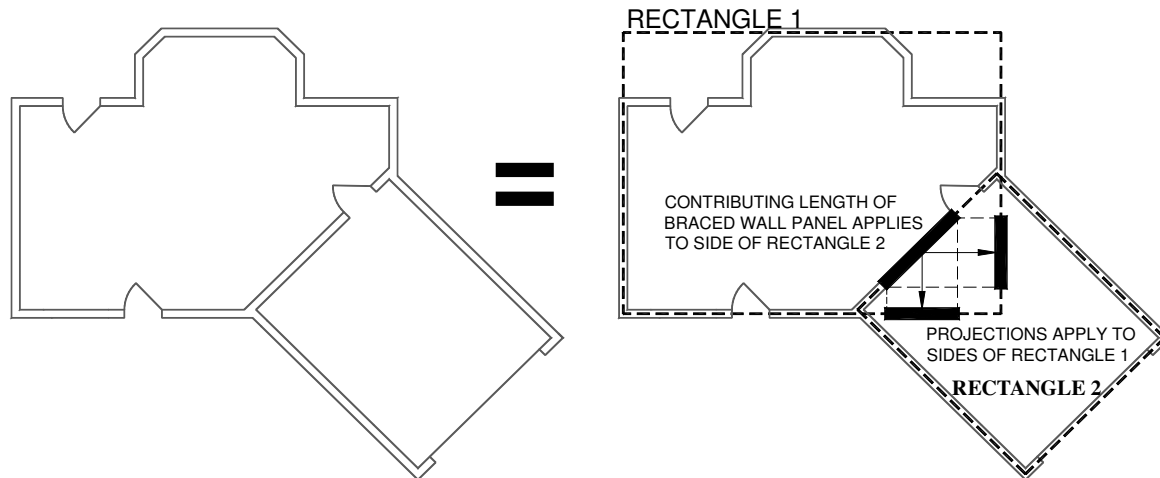 RECTANGLE 1
CONTRIBUTING LENGTH OF
BRACED WALL PANEL APPLIES
TO SIDE OF RECTANGLE 2
PROJECTIONS APPLY TO
SIDES OF RECTANGLE 1
RECTANGLE 2